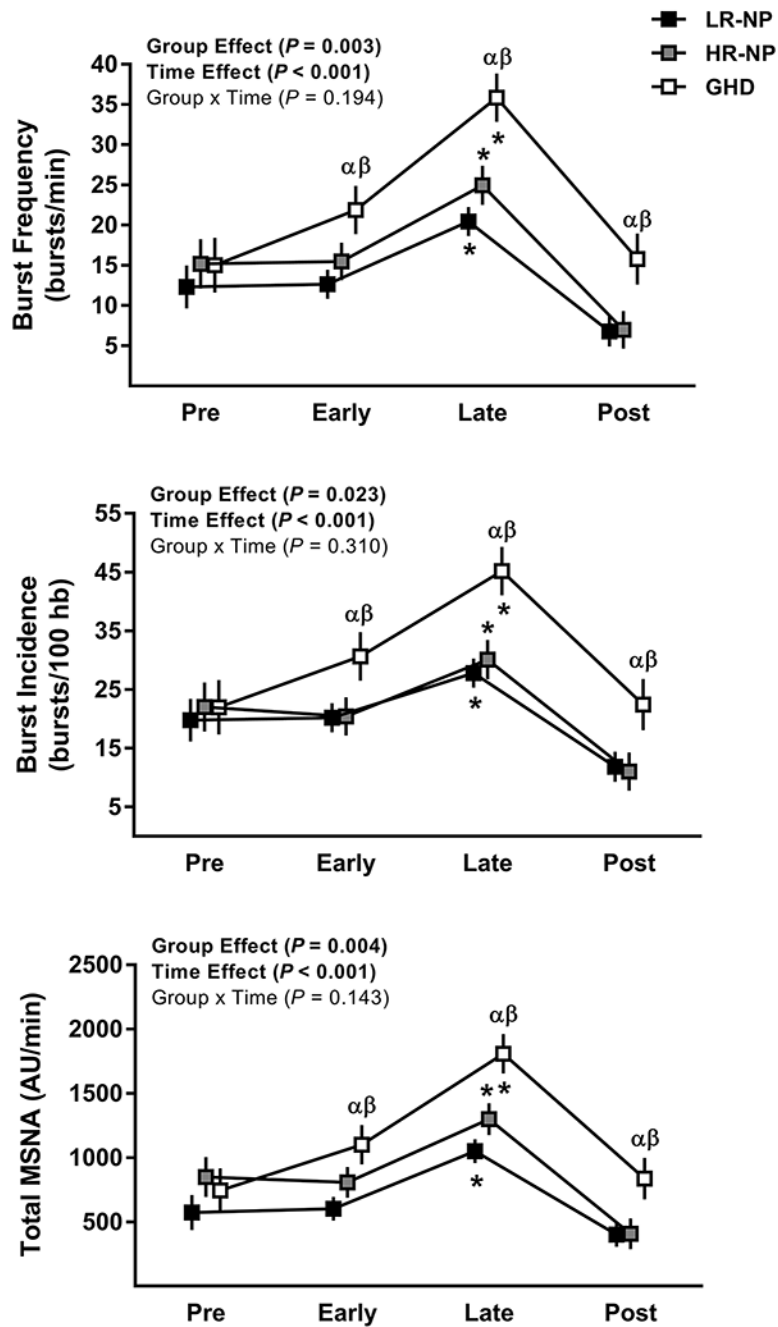 LR-NP
HR-NP
GHD
Group Effect (P = 0.003)
Time Effect (P < 0.001)
Group x Time (P = 0.194)
Burst Frequency
(bursts/min)
40
35
30
25
20
15
10
5
αβ
αβ
αβ
*
*
*
Pre Early Late Post
Group Effect (P = 0.023)
Time Effect (P < 0.001)
Group x Time (P = 0.310)
Burst Incidence
(bursts/100 hb)
55
45
35
25
15
5
αβ
αβ
αβ
*
*
*
Pre Early Late Post
Group Effect (P = 0.004)
Time Effect (P < 0.001)
Group x Time (P = 0.143)
Total MSNA (AU/min)
2500
2000
1500
1000
500
αβ
αβ
αβ
* *
*
Pre Early Late Post